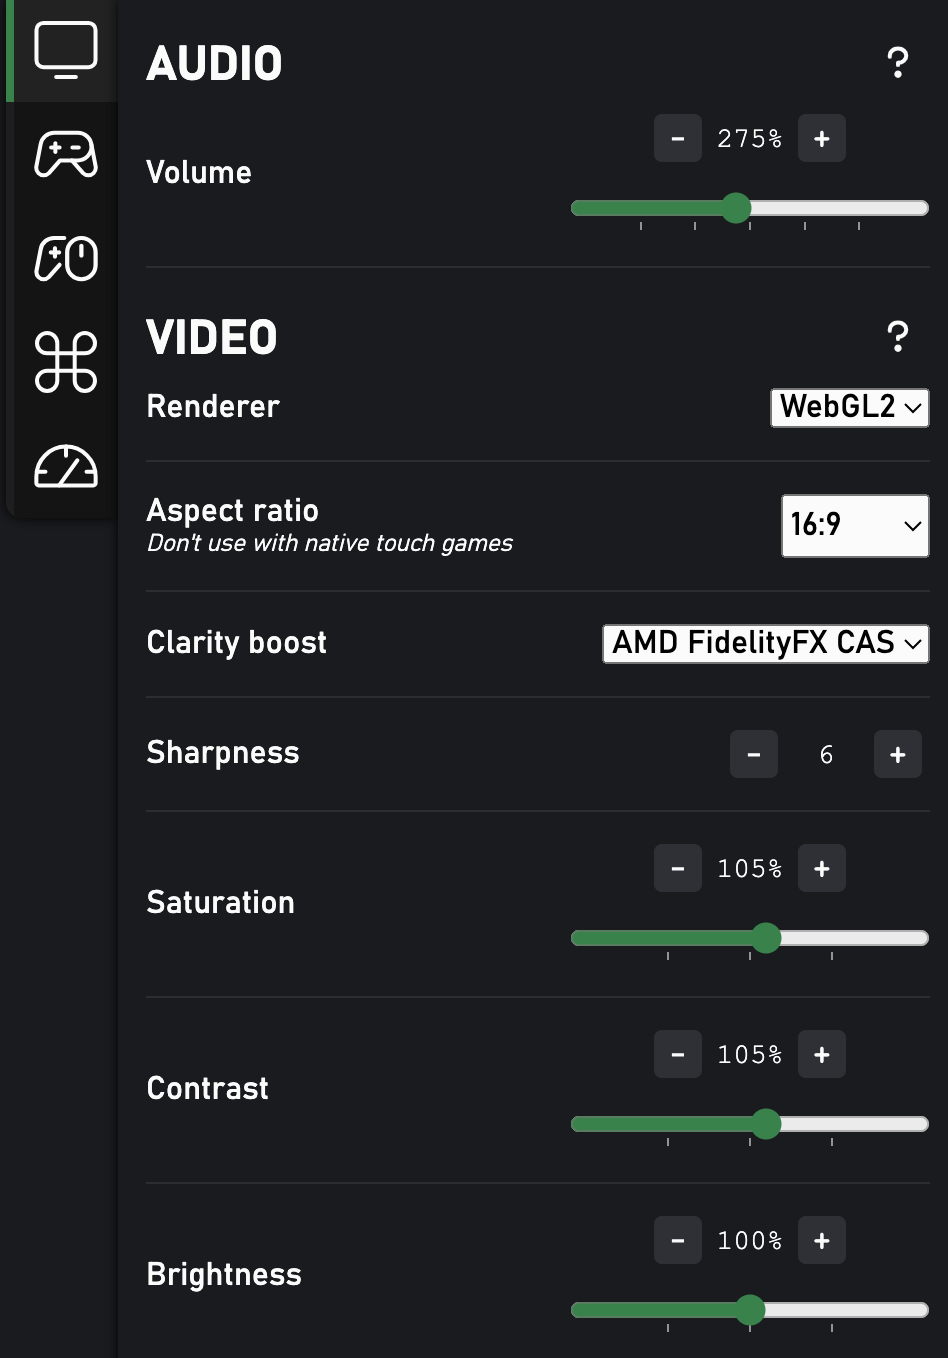 AUDIO
?
- 275% +
Volume
VIDEO
?
Renderer
WebGL2
Aspect ratio
16:9
Don't use with native touch games
Clarity boost
AMD FidelityFX CAS
Sharpness
- 6 +
- 105% +
Saturation
- 105% +
Contrast
- 100% +
Brightness